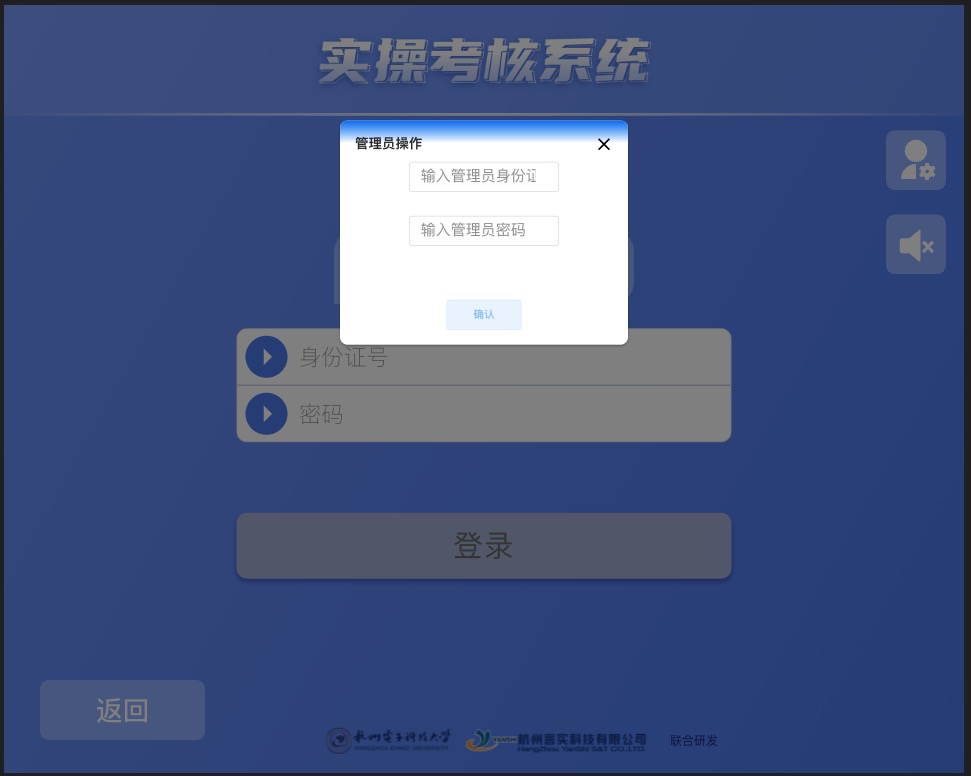 实操考核系统
管理员操作
输入管理员身份证
输入管理员密码
确认
身份证号
密码
登录
返回
杭州电子科技大学
HANGZHOU DIANZI UNIVERSITY
杭州言实科技有限公司
HangZhou YanShi S&T CO.LTD.
联合研发